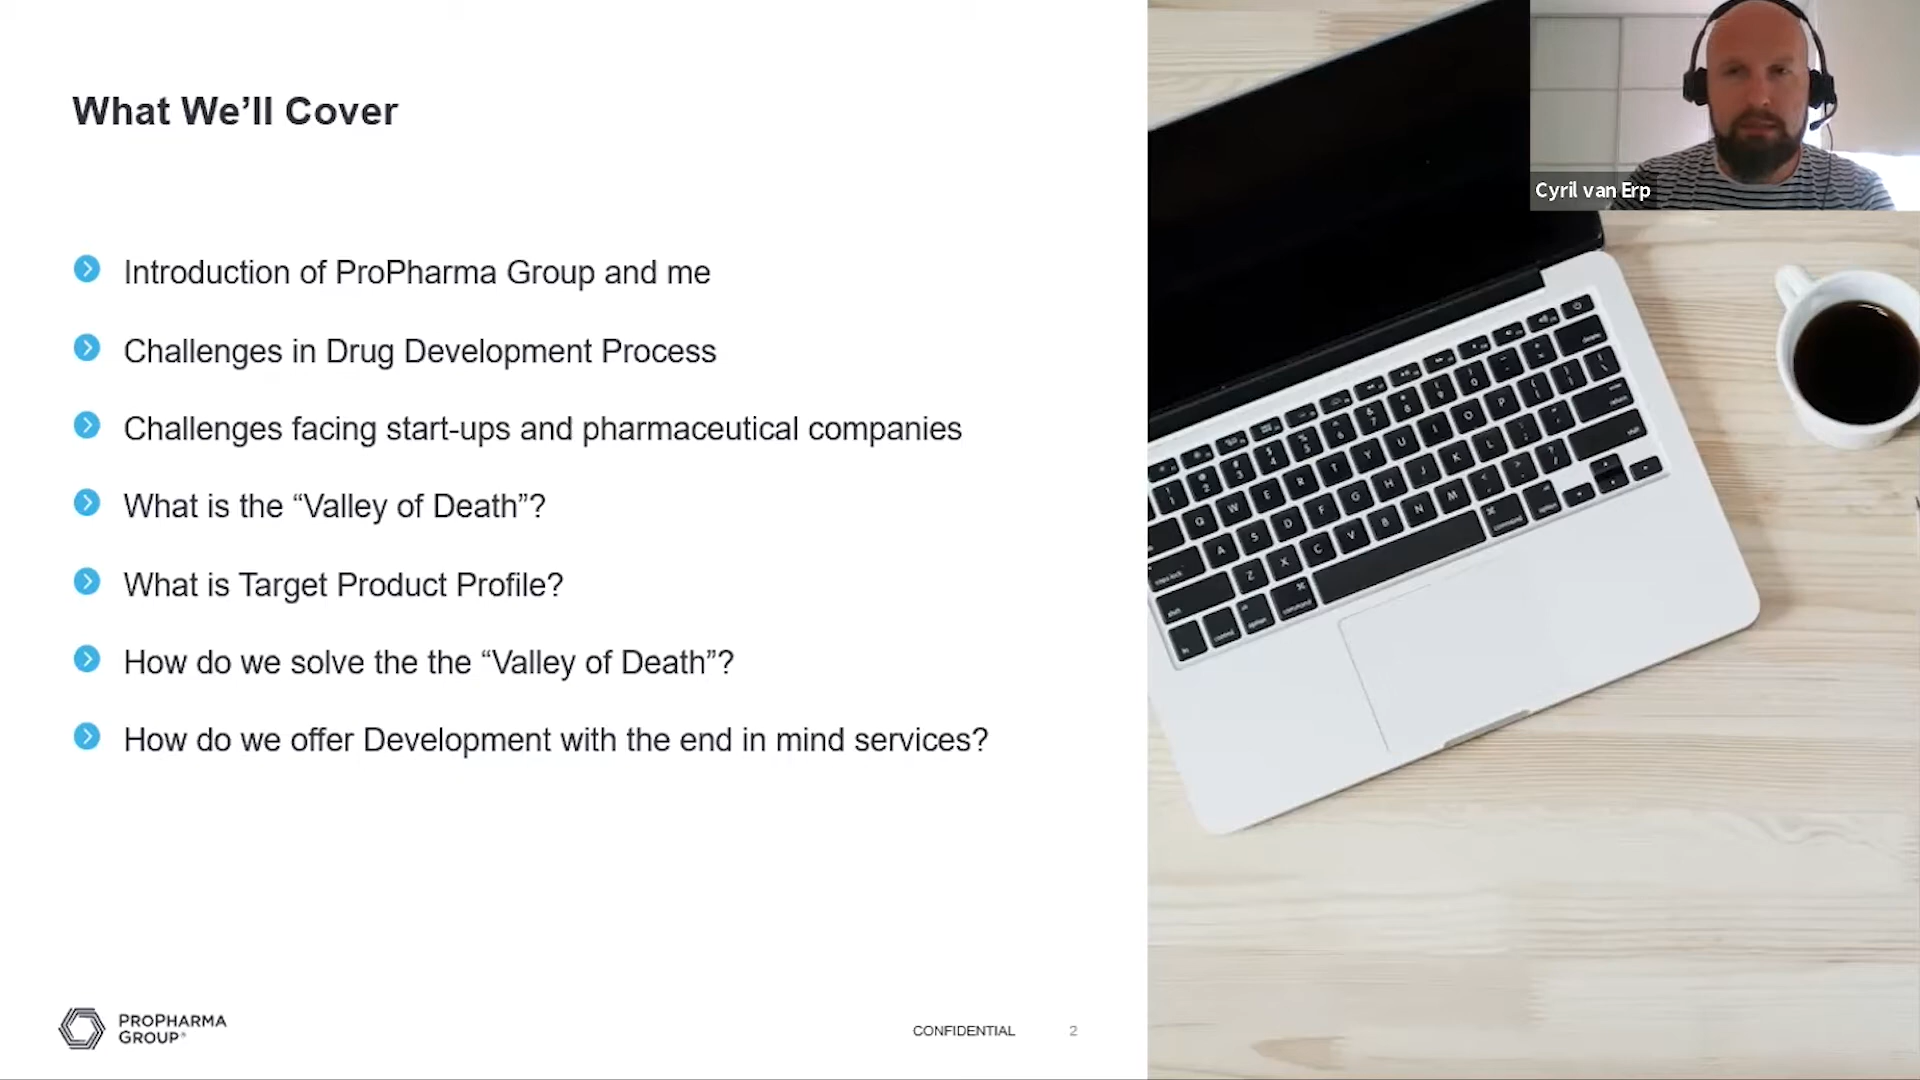 What We’ll Cover
Cyril van Erp
Introduction of ProPharma Group and me
Challenges in Drug Development Process
Challenges facing start-ups and pharmaceutical companies
What is the “Valley of Death”?
What is Target Product Profile?
How do we solve the the “Valley of Death”?
How do we offer Development with the end in mind services?
PROPHARMA
GROUP®
CONFIDENTIAL
2